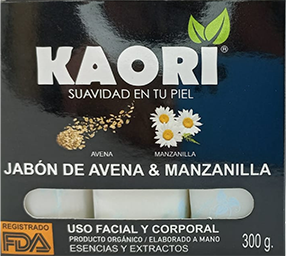 KAORI®
SUAVIDAD EN TU PIEL
AVENA MANZANILLA
JABÓN DE AVENA & MANZANILLA
REGISTRADO
FDA
USO FACIAL Y CORPORAL
PRODUCTO ORGÁNICO / ELABORADO A MANO
ESENCIAS Y EXTRACTOS
300 g.